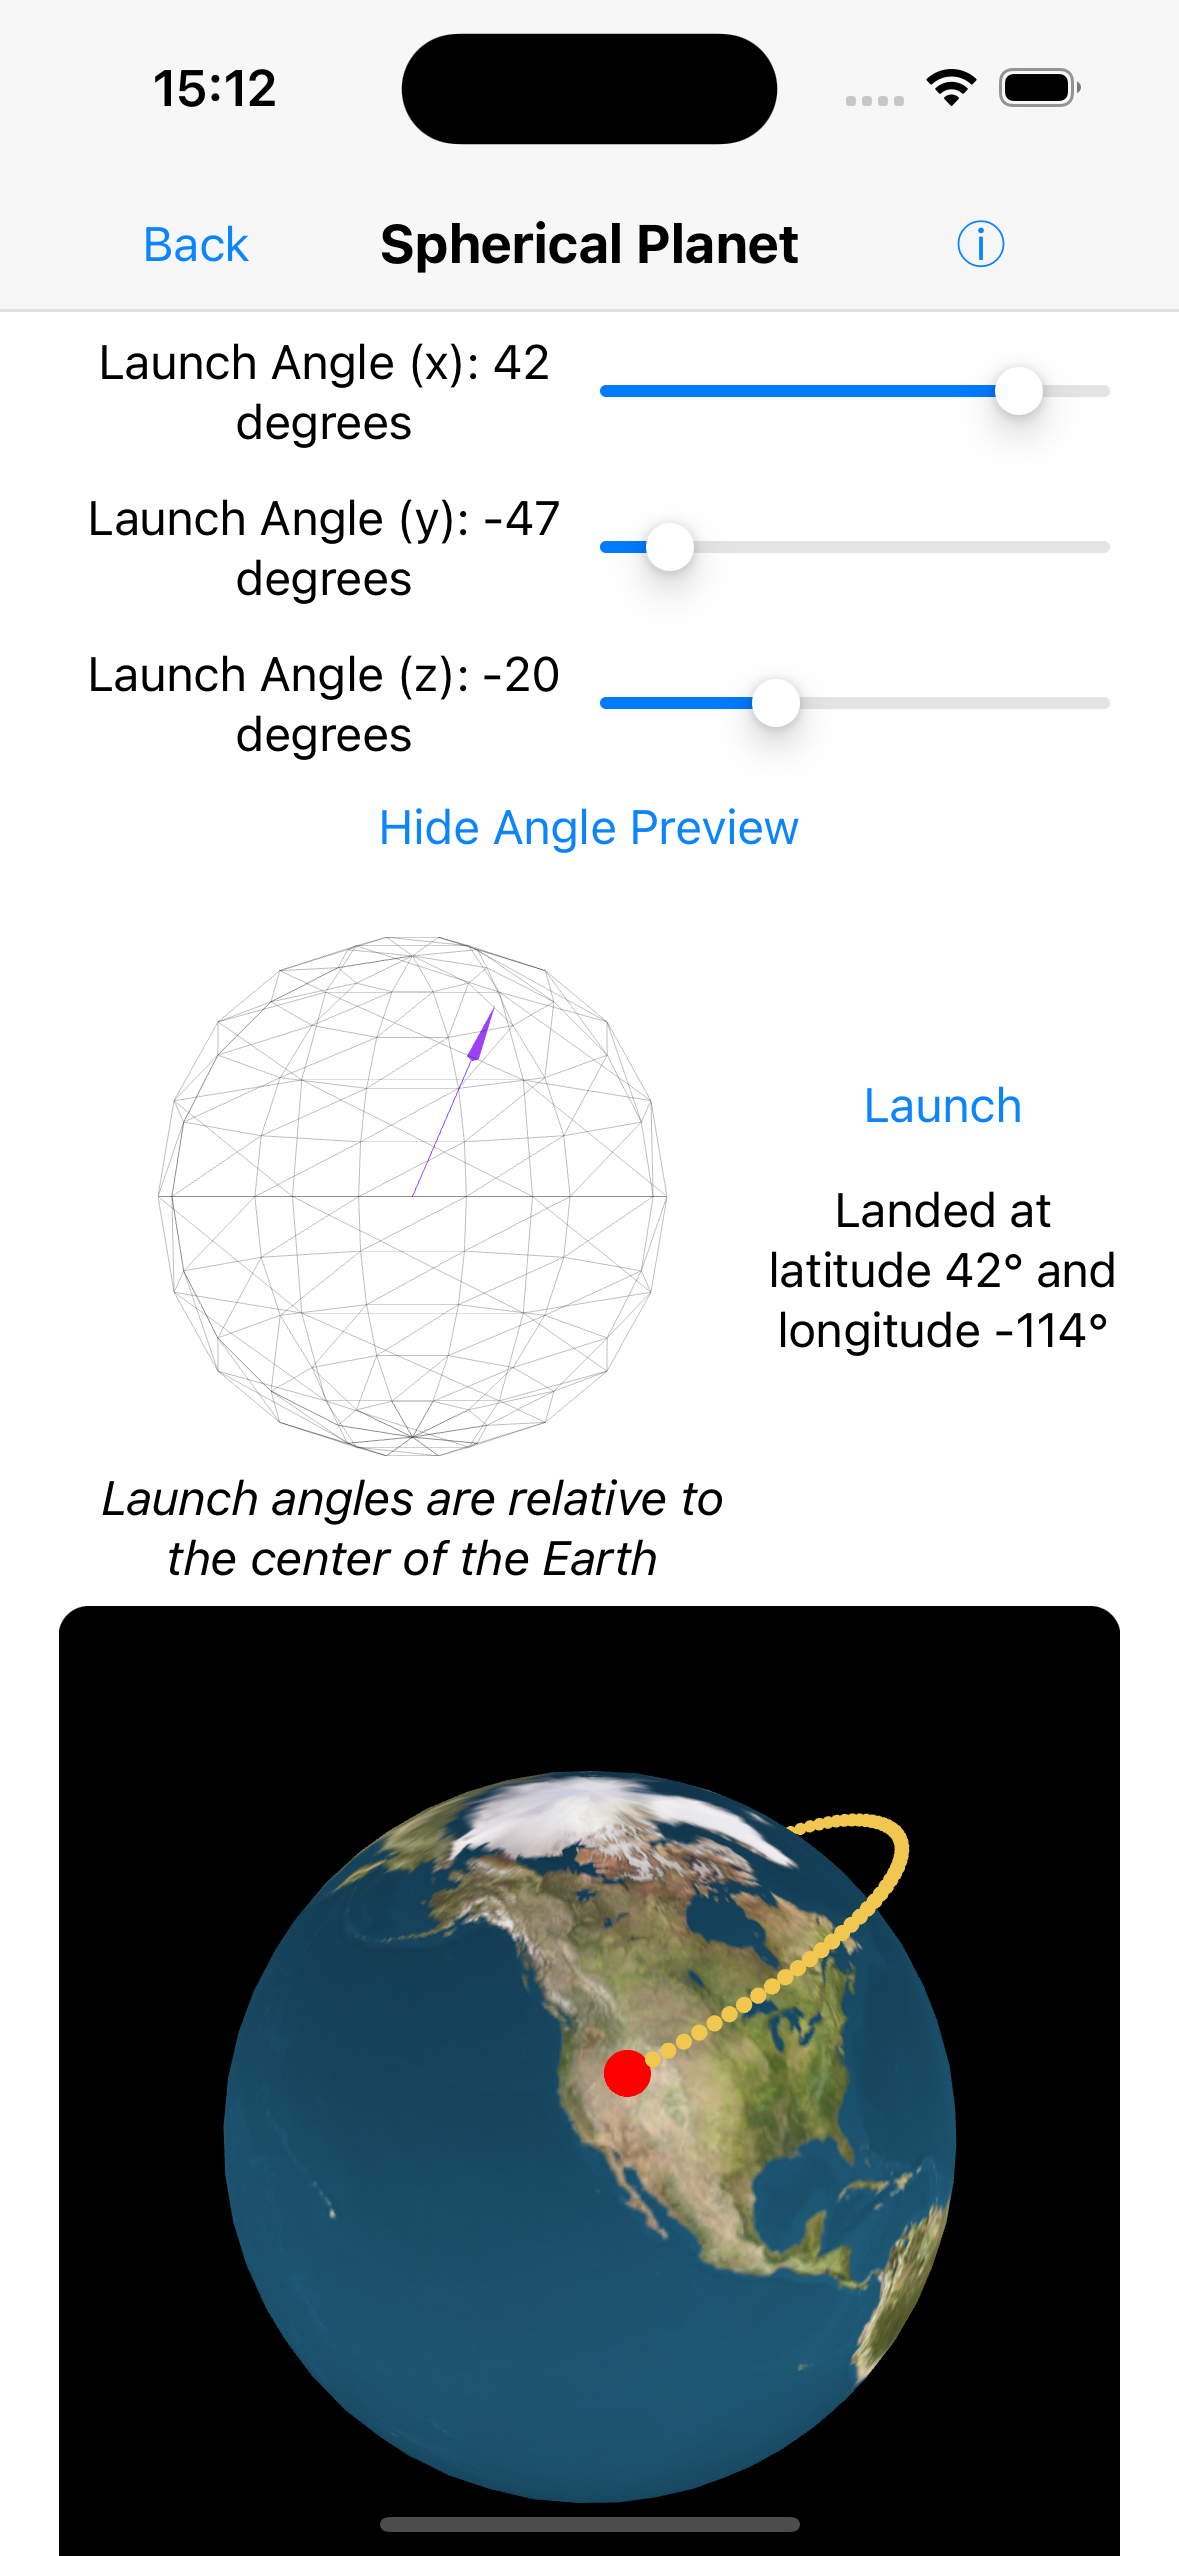 15:12
Back Spherical Planet
Launch Angle (x): 42
degrees
Launch Angle (y): -47
degrees
Launch Angle (z): -20
degrees
Hide Angle Preview
Launch
Landed at
latitude 42° and
longitude -114°
Launch angles are relative to
the center of the Earth